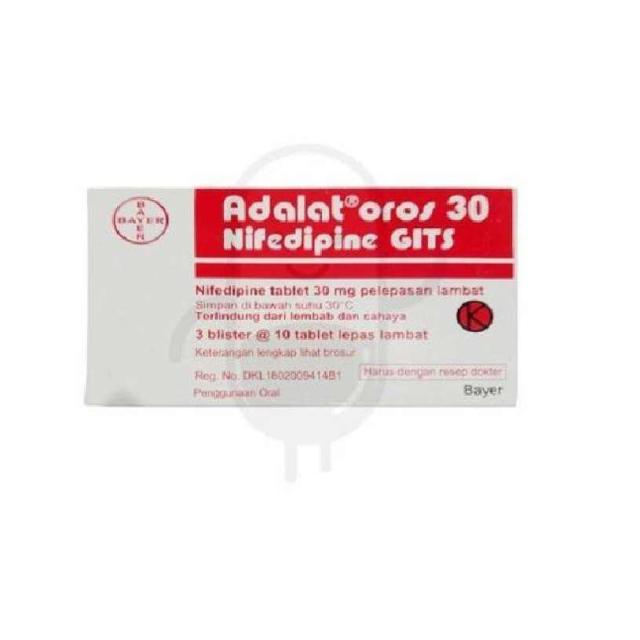 BAYER
BAYER
Adalat® oros 30
Nifedipine GITS
Nifedipine tablet 30 mg pelepasan lambat
Simpan di bawah suhu 30°C
Terlindung dari lembab dan cahaya
K
3 blister @ 10 tablet lepas lambat
Keterangan lengkap lihat brosur
Reg. No. DKL1602009414B1
Harus dengan resep dokter
Penggunaan Oral
Bayer